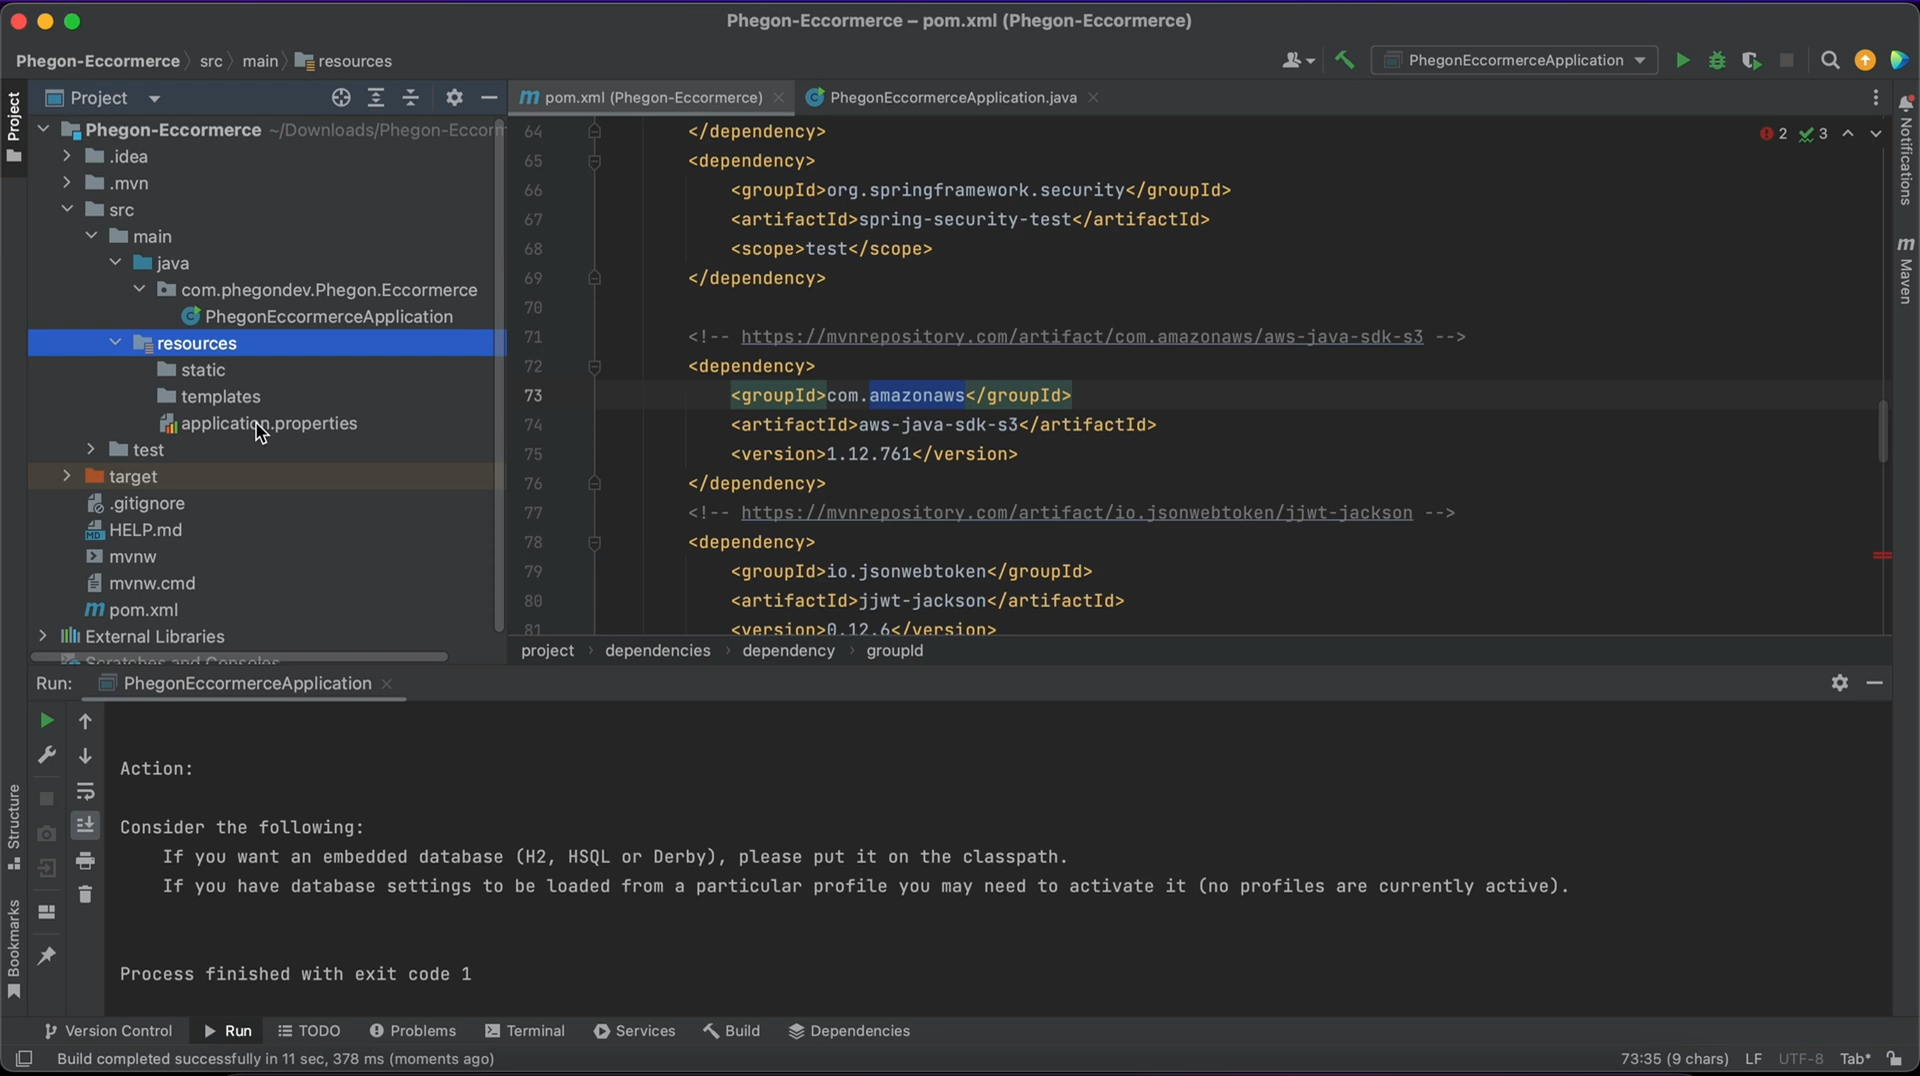 Phegon-Eccormerce – pom.xml (Phegon-Eccormerce)
Phegon-Eccormerce src main resources
PhegonEccormerceApplication
Project
Project
pom.xml (Phegon-Eccormerce)
PhegonEccormerceApplication.java
Phegon-Eccormerce ~/Downloads/Phegon-Eccorm
.idea
.mvn
src
main
java
com.phegondev.Phegon.Eccormerce
PhegonEccormerceApplication
resources
static
templates
application.properties
test
target
.gitignore
HELP.md
mvnw
mvnw.cmd
pom.xml
External Libraries
Scratches and Consoles
2 3
64 </dependency>
65 <dependency>
66 <groupId>org.springframework.security</groupId>
67 <artifactId>spring-security-test</artifactId>
68 <scope>test</scope>
69 </dependency>
70
71 <!-- https://mvnrepository.com/artifact/com.amazonaws/aws-java-sdk-s3 -->
72 <dependency>
73 <groupId>com.amazonaws</groupId>
74 <artifactId>aws-java-sdk-s3</artifactId>
75 <version>1.12.761</version>
76 </dependency>
77 <!-- https://mvnrepository.com/artifact/io.jsonwebtoken/jjwt-jackson -->
78 <dependency>
79 <groupId>io.jsonwebtoken</groupId>
80 <artifactId>jjwt-jackson</artifactId>
81 <version>0.12.6</version>
project dependencies dependency groupId
Notifications
m Maven
Run: PhegonEccormerceApplication
Action:
Consider the following:
If you want an embedded database (H2, HSQL or Derby), please put it on the classpath.
If you have database settings to be loaded from a particular profile you may need to activate it (no profiles are currently active).
Process finished with exit code 1
Structure
Bookmarks
Version Control Run TODO Problems Terminal Services Build Dependencies
Build completed successfully in 11 sec, 378 ms (moments ago)
73:35 (9 chars) LF UTF-8 Tab*